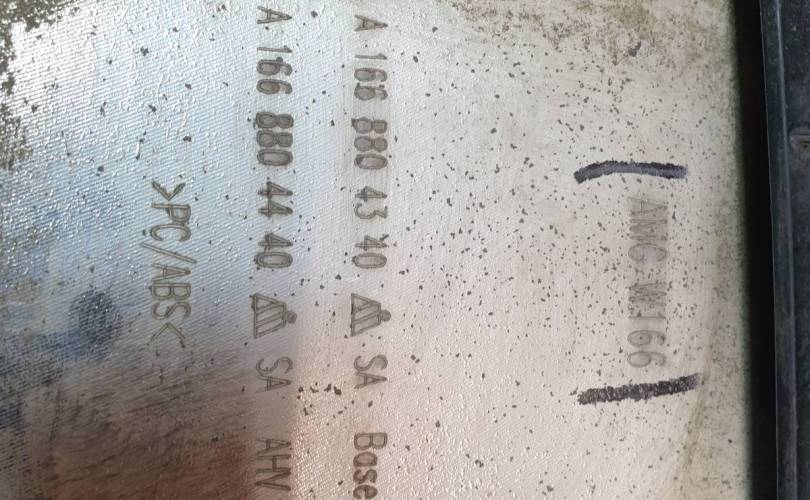 AMG W166
A 166 880 43 40 SA Base
A 166 880 44 40 SA AHV
>PC/ABS<